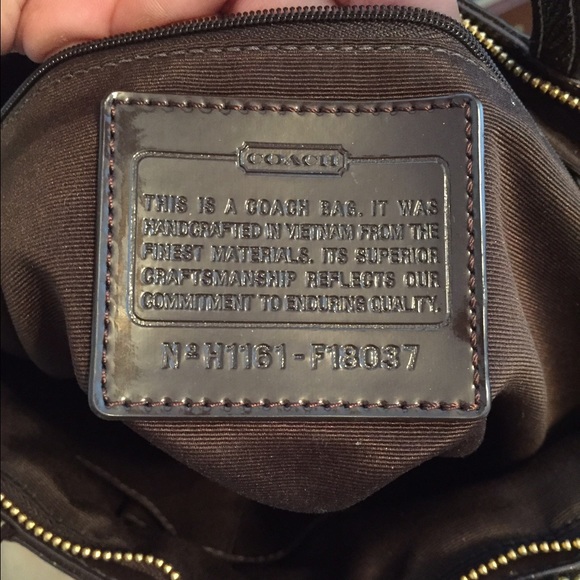 COACH
THIS IS A COACH BAG. IT WAS
HANDCRAFTED IN VIETNAM FROM THE
FINEST MATERIALS. ITS SUPERIOR
CRAFTSMANSHIP REFLECTS OUR
COMMITMENT TO ENDURING QUALITY.
Nº H1161-F18037